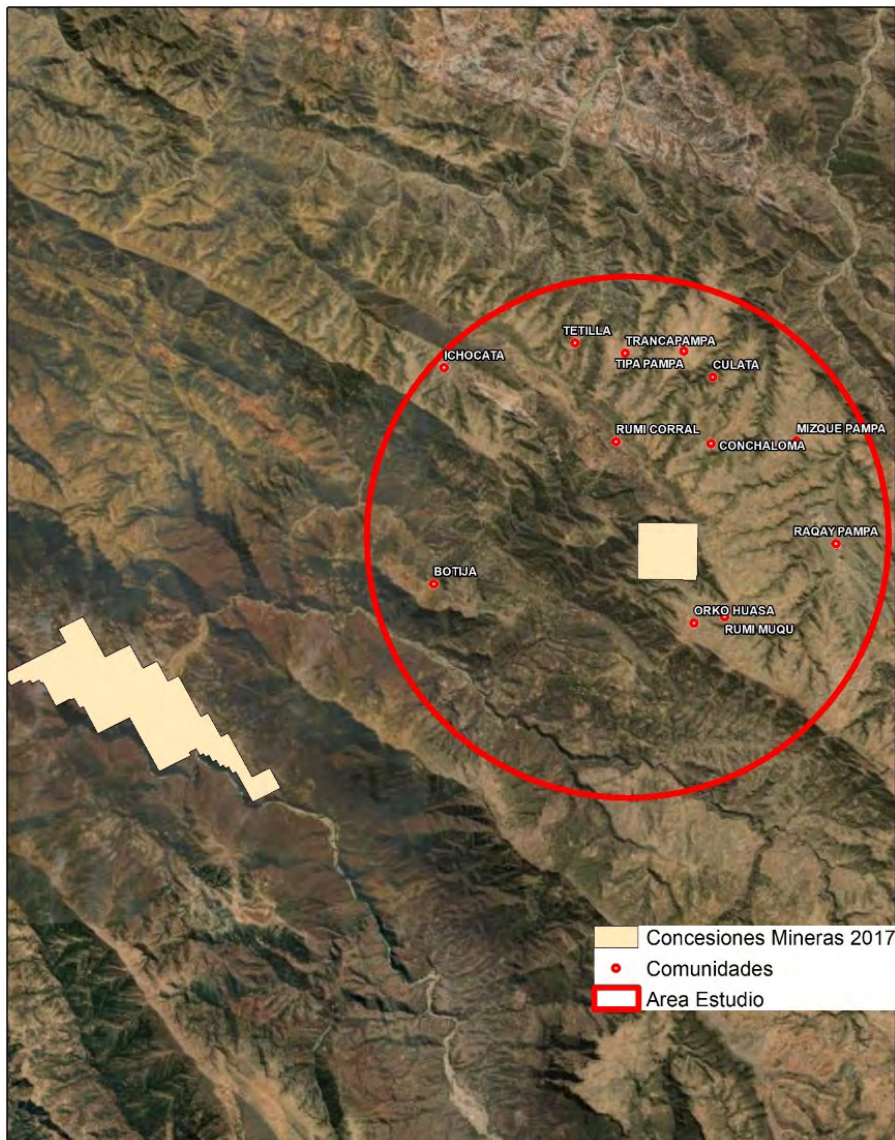 TETILLA
TRANCAPAMPA
ICHOCATA
TIPA PAMPA
CULATA
RUMI CORRAL
MIZQUE PAMPA
CONCHALOMA
RAQAY PAMPA
BOTIJA
ORKO HUASA
RUMI MUQU
Concesiones Mineras 2017
Comunidades
Area Estudio